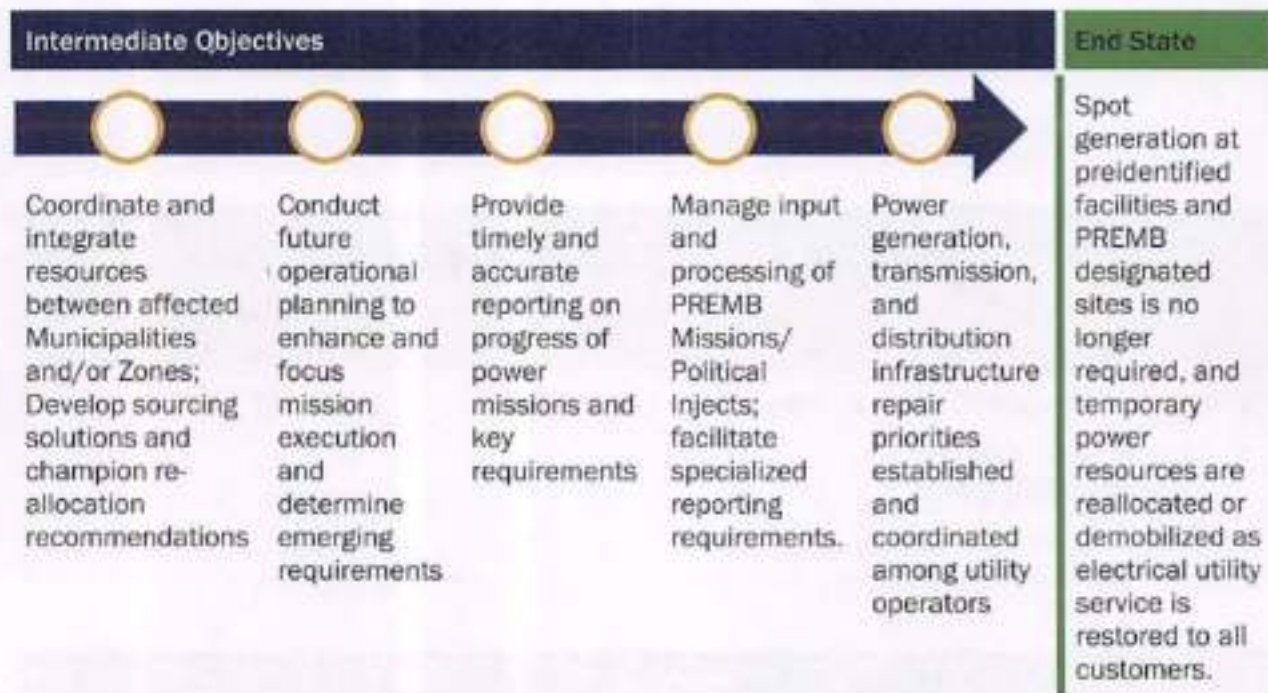 Intermediate Objectives
End State
Coordinate and
integrate
resources
between affected
Municipalities
and/or Zones;
Develop sourcing
solutions and
champion re-
allocation
recommendations
Conduct
future
operational
planning to
enhance and
focus
mission
execution
and
determine
emerging
requirements
Provide
timely and
accurate
reporting on
progress of
power
missions and
key
requirements
Manage input
and
processing of
PREMB
Missions/
Political
Injects;
facilitate
specialized
reporting
requirements.
Power
generation,
transmission,
and
distribution
infrastructure
repair
priorities
established
and
coordinated
among utility
operators
Spot
generation at
preidentified
facilities and
PREMB
designated
sites is no
longer
required, and
temporary
power
resources are
reallocated or
demobilized as
electrical utility
service is
restored to all
customers.